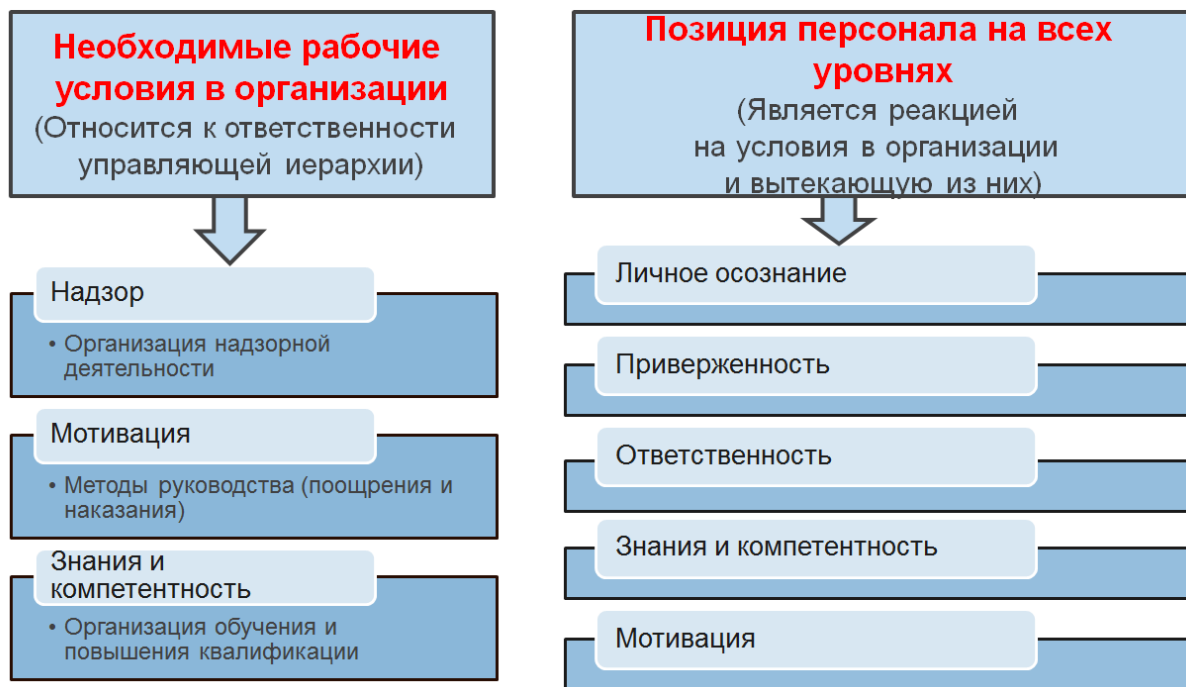 Необходимые рабочие
условия в организации
(Относится к ответственности
управляющей иерархии)
Надзор
• Организация надзорной
деятельности
Мотивация
• Методы руководства (поощрения и
наказания)
Знания и
компетентность
• Организация обучения и
повышения квалификации
Позиция персонала на всех
уровнях
(Является реакцией
на условия в организации
и вытекающую из них)
Личное осознание
Приверженность
Ответственность
Знания и компетентность
Мотивация